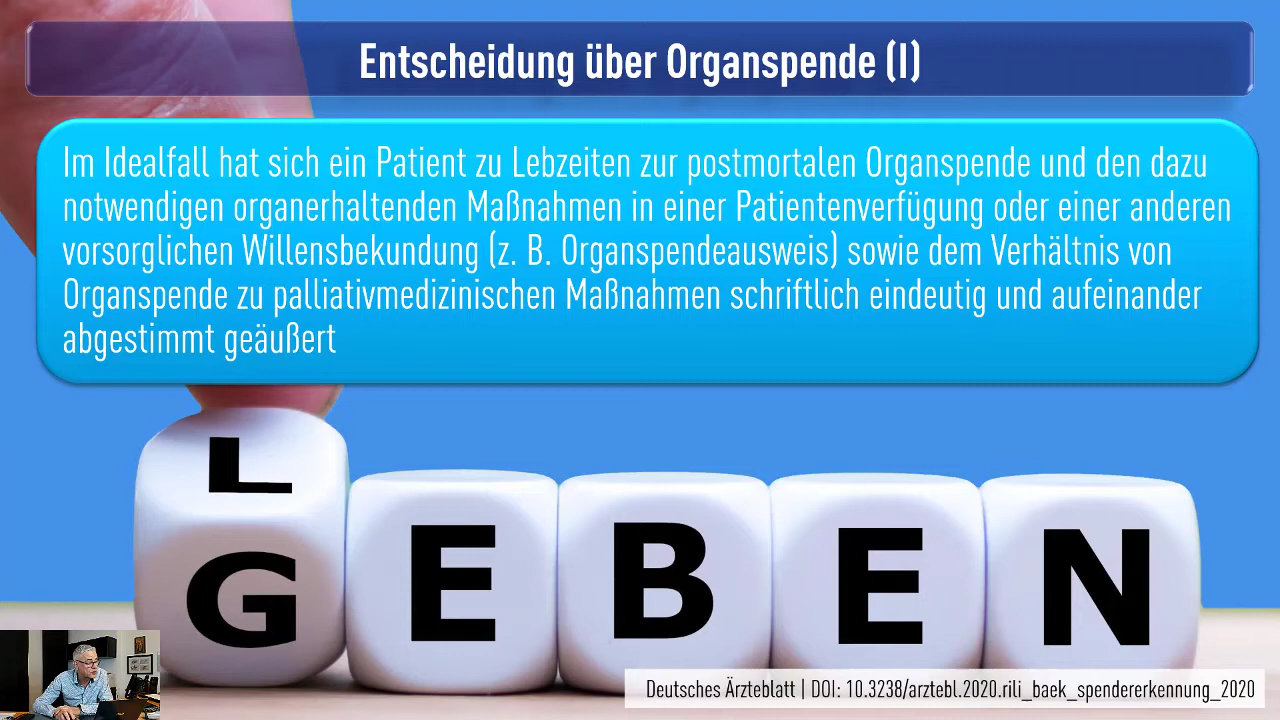 Entscheidung über Organspende (I)
Im Idealfall hat sich ein Patient zu Lebzeiten zur postmortalen Organspende und den dazu
notwendigen organerhaltenden Maßnahmen in einer Patientenverfügung oder einer anderen
vorsorglichen Willensbekundung (z. B. Organspendeausweis) sowie dem Verhältnis von
Organspende zu palliativmedizinischen Maßnahmen schriftlich eindeutig und aufeinander
abgestimmt geäußert
L
G E B E N
Deutsches Ärzteblatt | DOI: 10.3238/arztebl.2020.rili_baek_spendererkennung_2020